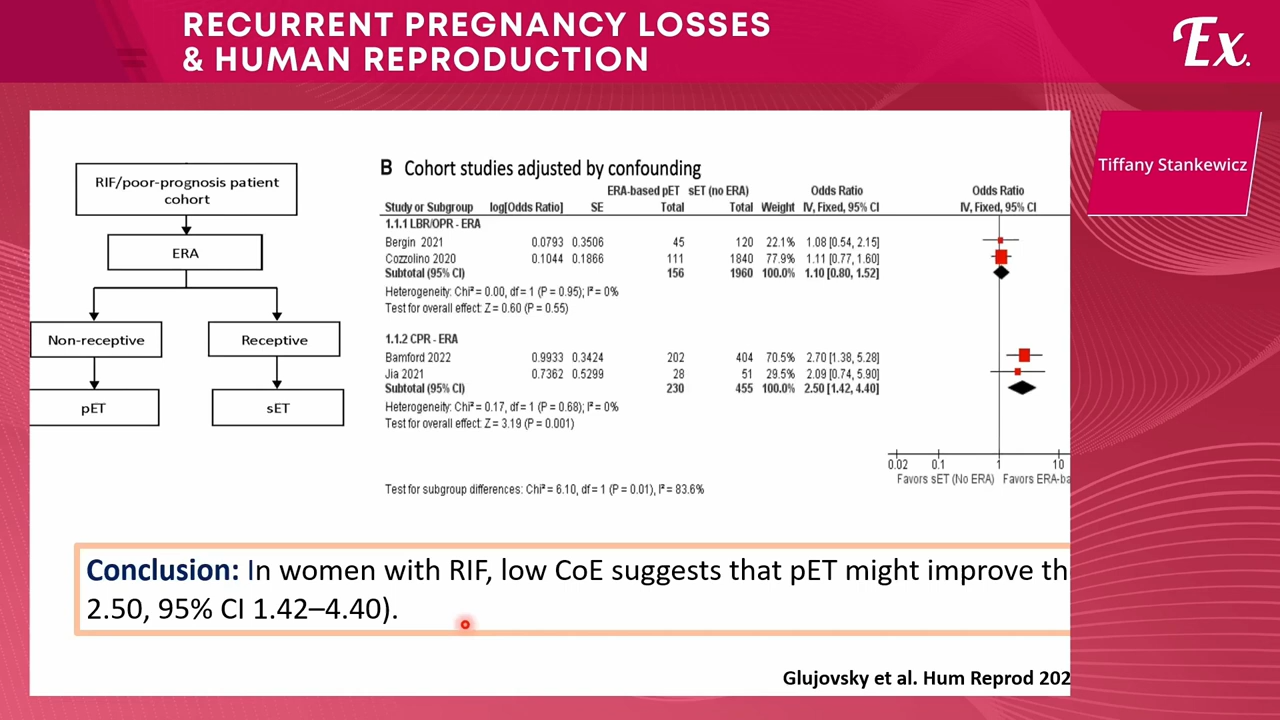 RECURRENT PREGNANCY LOSSES
& HUMAN REPRODUCTION
Ex.
Tiffany Stankewicz
RIF/poor-prognosis patient
cohort
ERA
Non-receptive
Receptive
pET
sET
B Cohort studies adjusted by confounding
ERA-based pET sET (no ERA) Odds Ratio Odds Ratio
Study or Subgroup log[Odds Ratio] SE Total Total Weight IV, Fixed, 95% CI IV, Fixed, 95% CI
1.1.1 LBR/OPR - ERA
Bergin 2021 0.0793 0.3506 45 120 22.1% 1.08 [0.54, 2.15]
Cozzolino 2020 0.1044 0.1866 111 1840 77.9% 1.11 [0.77, 1.60]
Subtotal (95% CI) 156 1960 100.0% 1.10 [0.80, 1.52]
Heterogeneity: Chi² = 0.00, df = 1 (P = 0.95); I² = 0%
Test for overall effect: Z = 0.60 (P = 0.55)
1.1.2 CPR - ERA
Bamford 2022 0.9933 0.3424 202 404 70.5% 2.70 [1.38, 5.28]
Jia 2021 0.7362 0.5299 28 51 29.5% 2.09 [0.74, 5.90]
Subtotal (95% CI) 230 455 100.0% 2.50 [1.42, 4.40]
Heterogeneity: Chi² = 0.17, df = 1 (P = 0.68); I² = 0%
Test for overall effect: Z = 3.19 (P = 0.001)
0.02 0.1 1 10
Favors sET (No ERA) Favors ERA-ba
Test for subgroup differences: Chi² = 6.10, df = 1 (P = 0.01), I² = 83.6%
Conclusion: In women with RIF, low CoE suggests that pET might improve th
2.50, 95% CI 1.42–4.40).
Glujovsky et al. Hum Reprod 202